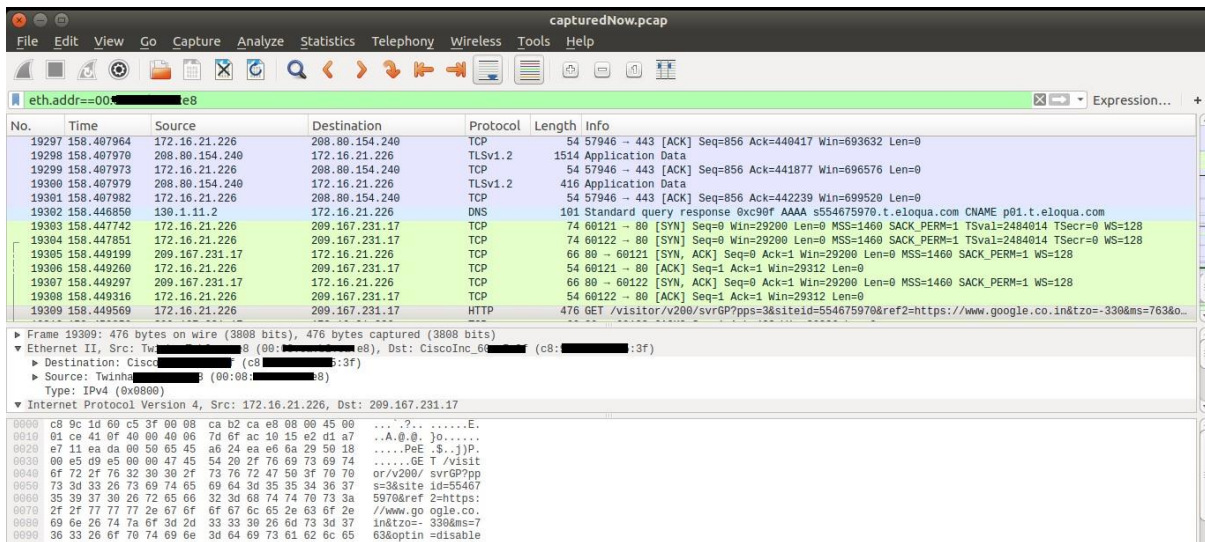 capturedNow.pcap
File Edit View Go Capture Analyze Statistics Telephony Wireless Tools Help
eth.addr==00: e8 Expression... +
No. Time Source Destination Protocol Length Info
19297 158.407964 172.16.21.226 208.80.154.240 TCP 54 57946 → 443 [ACK] Seq=856 Ack=440417 Win=693632 Len=0
19298 158.407970 208.80.154.240 172.16.21.226 TLSv1.2 1514 Application Data
19299 158.407973 172.16.21.226 208.80.154.240 TCP 54 57946 → 443 [ACK] Seq=856 Ack=441877 Win=696576 Len=0
19300 158.407979 208.80.154.240 172.16.21.226 TLSv1.2 416 Application Data
19301 158.407982 172.16.21.226 208.80.154.240 TCP 54 57946 → 443 [ACK] Seq=856 Ack=442239 Win=699520 Len=0
19302 158.446850 130.1.11.2 172.16.21.226 DNS 101 Standard query response 0xc90f AAAA s554675970.t.eloqua.com CNAME p01.t.eloqua.com
19303 158.447742 172.16.21.226 209.167.231.17 TCP 74 60121 → 80 [SYN] Seq=0 Win=29200 Len=0 MSS=1460 SACK_PERM=1 TSval=2484014 TSecr=0 WS=128
19304 158.447851 172.16.21.226 209.167.231.17 TCP 74 60122 → 80 [SYN] Seq=0 Win=29200 Len=0 MSS=1460 SACK_PERM=1 TSval=2484014 TSecr=0 WS=128
19305 158.449199 209.167.231.17 172.16.21.226 TCP 66 80 → 60121 [SYN, ACK] Seq=0 Ack=1 Win=29200 Len=0 MSS=1460 SACK_PERM=1 WS=128
19306 158.449260 172.16.21.226 209.167.231.17 TCP 54 60121 → 80 [ACK] Seq=1 Ack=1 Win=29312 Len=0
19307 158.449297 209.167.231.17 172.16.21.226 TCP 66 80 → 60122 [SYN, ACK] Seq=0 Ack=1 Win=29200 Len=0 MSS=1460 SACK_PERM=1 WS=128
19308 158.449316 172.16.21.226 209.167.231.17 TCP 54 60122 → 80 [ACK] Seq=1 Ack=1 Win=29312 Len=0
19309 158.449569 172.16.21.226 209.167.231.17 HTTP 476 GET /visitor/v200/svrGP?pps=3&siteid=554675970&ref2=https://www.google.co.in&tzo=-330&ms=763&o...
Frame 19309: 476 bytes on wire (3808 bits), 476 bytes captured (3808 bits)
Ethernet II, Src: Tw 8 (00: e8), Dst: CiscoInc_60 (c8: :3f)
Destination: Cisco (c8 :3f)
Source: Twinha (00:08: e8)
Type: IPv4 (0x0800)
Internet Protocol Version 4, Src: 172.16.21.226, Dst: 209.167.231.17
0000 c8 9c 1d 60 c5 3f 00 08 ca b2 ca e8 08 00 45 00 ...`.?.. ......E.
0010 01 ce 41 0f 40 00 40 06 7d 6f ac 10 15 e2 d1 a7 ..A.@.@. }o......
0020 e7 11 ea da 00 50 65 45 a6 24 ea e6 6a 29 50 18 .....PeE .$..j)P.
0030 00 e5 d9 e5 00 00 47 45 54 20 2f 76 69 73 69 74 ......GE T /visit
0040 6f 72 2f 76 32 30 30 2f 73 76 72 47 50 3f 70 70 or/v200/ svrGP?pp
0050 73 3d 33 26 73 69 74 65 69 64 3d 35 35 34 36 37 s=3&site id=55467
0060 35 39 37 30 26 72 65 66 32 3d 68 74 74 70 73 3a 5970&ref 2=https:
0070 2f 2f 77 77 77 2e 67 6f 6f 67 6c 65 2e 63 6f 2e //www.go ogle.co.
0080 69 6e 26 74 7a 6f 3d 2d 33 33 30 26 6d 73 3d 37 in&tzo=- 330&ms=7
0090 36 33 26 6f 70 74 69 6e 3d 64 69 73 61 62 6c 65 63&optin =disable